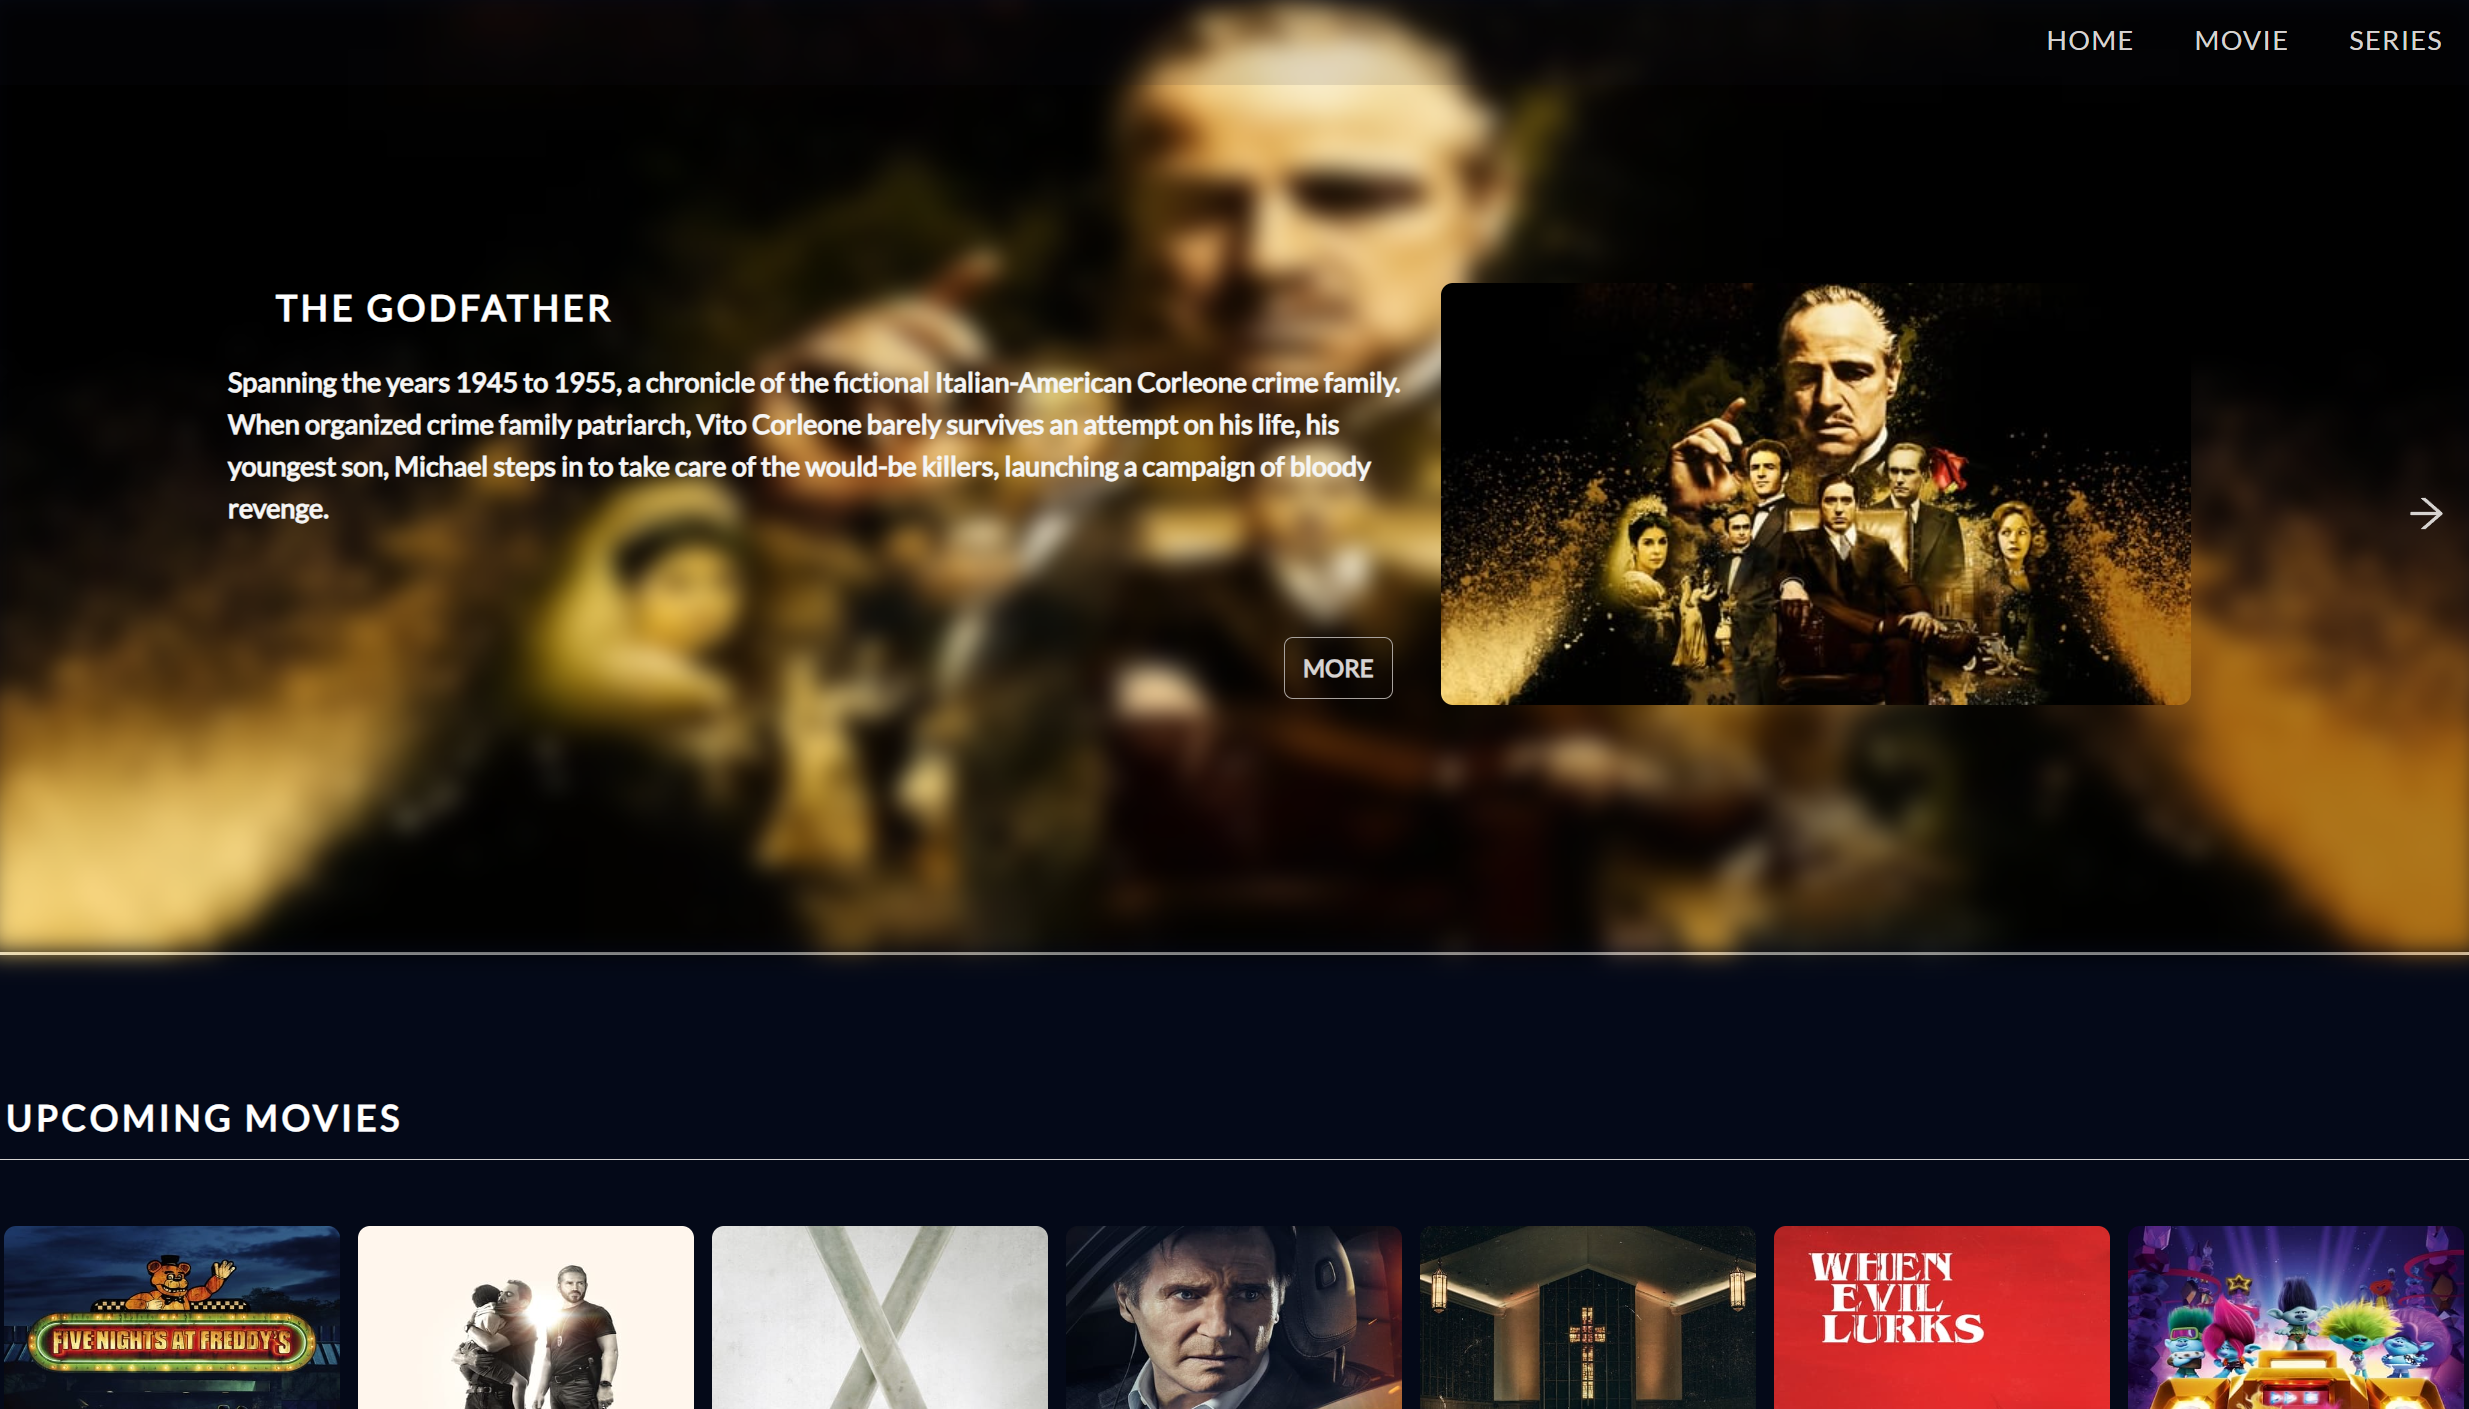 HOME MOVIE SERIES
THE GODFATHER
Spanning the years 1945 to 1955, a chronicle of the fictional Italian-American Corleone crime family.
When organized crime family patriarch, Vito Corleone barely survives an attempt on his life, his
youngest son, Michael steps in to take care of the would-be killers, launching a campaign of bloody
revenge.
MORE
UPCOMING MOVIES
FIVE NIGHTS AT FREDDY'S
WHEN
EVIL
LURKS